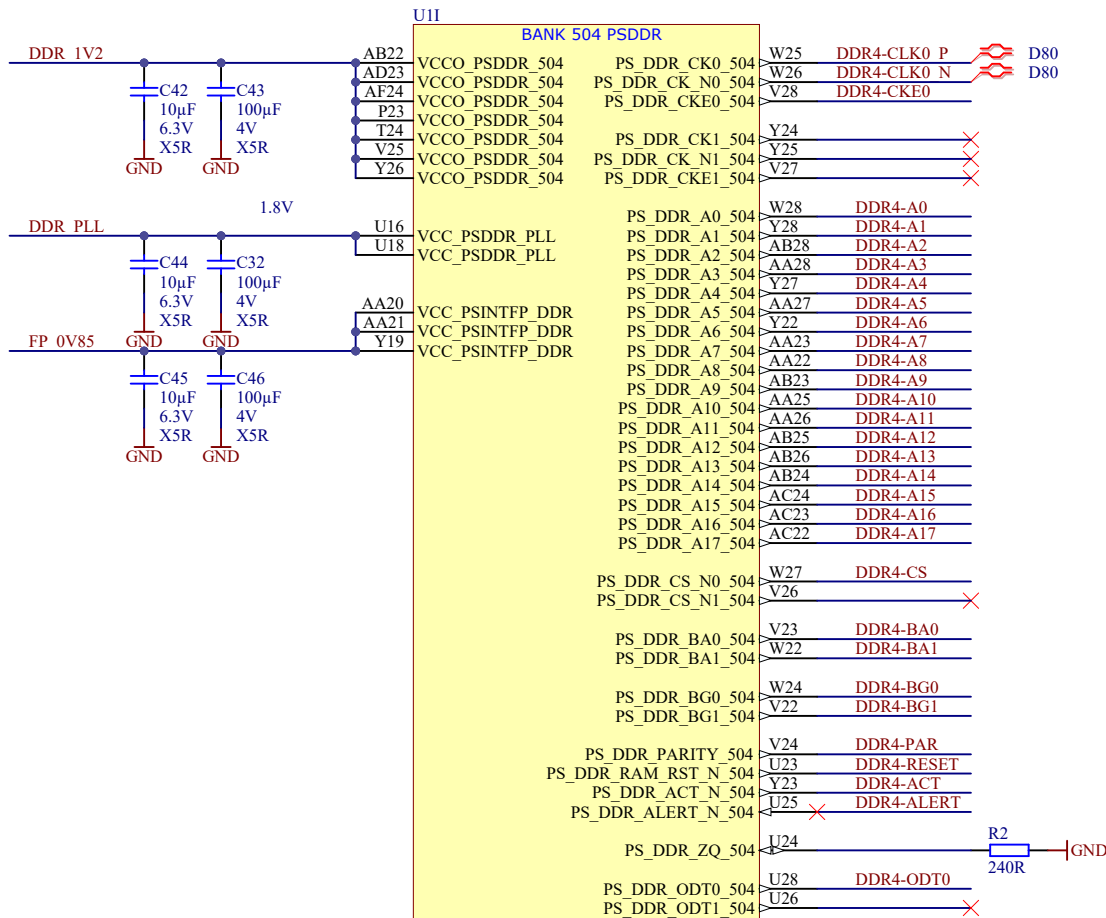 U1I
BANK 504 PSDDR
DDR_1V2 AB22 VCCO_PSDDR_504 PS_DDR_CK0_504 W25 DDR4-CLK0_P D80
AD23 VCCO_PSDDR_504 PS_DDR_CK_N0_504 W26 DDR4-CLK0_N D80
C42 C43 AF24 VCCO_PSDDR_504 PS_DDR_CKE0_504 V28 DDR4-CKE0
10µF 100µF P23 VCCO_PSDDR_504
6.3V 4V T24 VCCO_PSDDR_504 PS_DDR_CK1_504 Y24
X5R X5R V25 VCCO_PSDDR_504 PS_DDR_CK_N1_504 Y25
GND GND Y26 VCCO_PSDDR_504 PS_DDR_CKE1_504 V27
1.8V PS_DDR_A0_504 W28 DDR4-A0
DDR_PLL U16 VCC_PSDDR_PLL PS_DDR_A1_504 Y28 DDR4-A1
U18 VCC_PSDDR_PLL PS_DDR_A2_504 AB28 DDR4-A2
C44 C32 PS_DDR_A3_504 AA28 DDR4-A3
10µF 100µF PS_DDR_A4_504 Y27 DDR4-A4
6.3V 4V AA20 VCC_PSINTFP_DDR PS_DDR_A5_504 AA27 DDR4-A5
X5R X5R AA21 VCC_PSINTFP_DDR PS_DDR_A6_504 Y22 DDR4-A6
GND GND
FP_0V85 Y19 VCC_PSINTFP_DDR PS_DDR_A7_504 AA23 DDR4-A7
C45 C46 PS_DDR_A8_504 AA22 DDR4-A8
10µF 100µF PS_DDR_A9_504 AB23 DDR4-A9
6.3V 4V PS_DDR_A10_504 AA25 DDR4-A10
X5R X5R PS_DDR_A11_504 AA26 DDR4-A11
GND GND PS_DDR_A12_504 AB25 DDR4-A12
PS_DDR_A13_504 AB26 DDR4-A13
PS_DDR_A14_504 AB24 DDR4-A14
PS_DDR_A15_504 AC24 DDR4-A15
PS_DDR_A16_504 AC23 DDR4-A16
PS_DDR_A17_504 AC22 DDR4-A17
PS_DDR_CS_N0_504 W27 DDR4-CS
PS_DDR_CS_N1_504 V26
PS_DDR_BA0_504 V23 DDR4-BA0
PS_DDR_BA1_504 W22 DDR4-BA1
PS_DDR_BG0_504 W24 DDR4-BG0
PS_DDR_BG1_504 V22 DDR4-BG1
PS_DDR_PARITY_504 V24 DDR4-PAR
PS_DDR_RAM_RST_N_504 U23 DDR4-RESET
PS_DDR_ACT_N_504 Y23 DDR4-ACT
PS_DDR_ALERT_N_504 U25 DDR4-ALERT
PS_DDR_ZQ_504 U24 R2 GND
240R
PS_DDR_ODT0_504 U28 DDR4-ODT0
PS_DDR_ODT1_504 U26